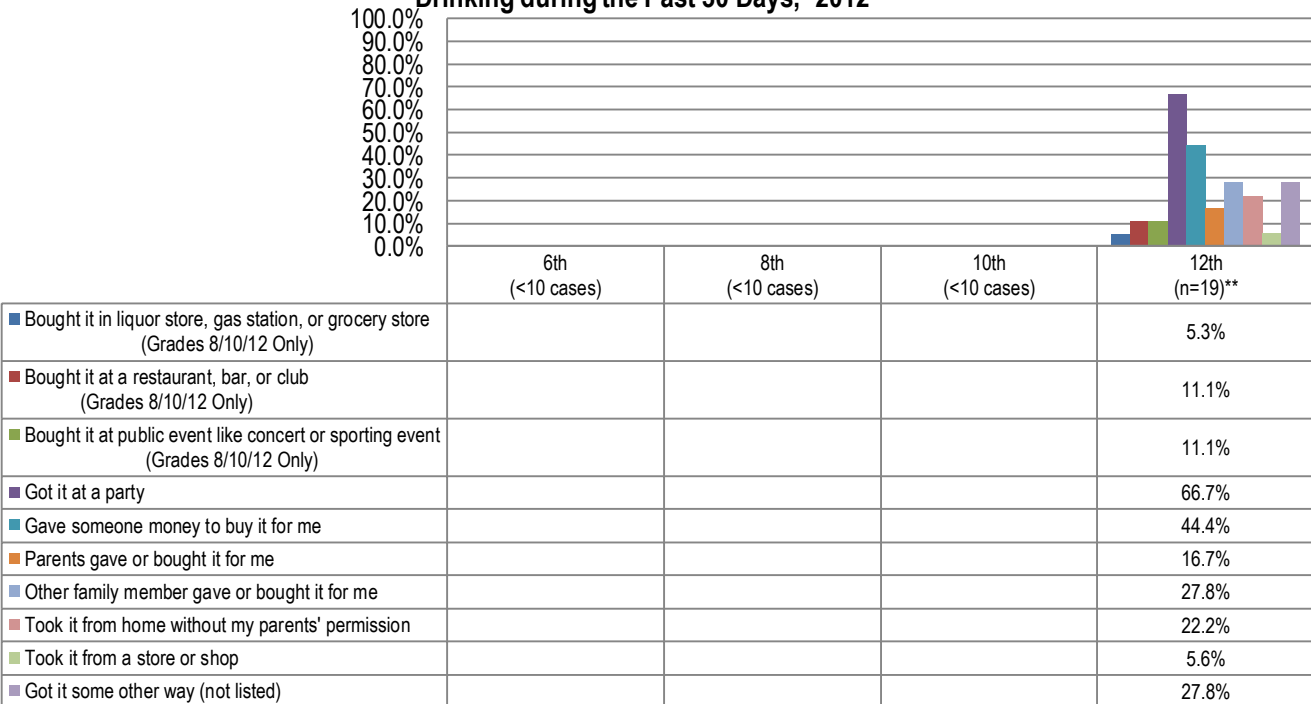 Drinking during the Past 30 Days, 2012
100.0%
90.0%
80.0%
70.0%
60.0%
50.0%
40.0%
30.0%
20.0%
10.0%
0.0%
6th
(<10 cases)
8th
(<10 cases)
10th
(<10 cases)
12th
(n=19)**
Bought it in liquor store, gas station, or grocery store
(Grades 8/10/12 Only)
5.3%
Bought it at a restaurant, bar, or club
(Grades 8/10/12 Only)
11.1%
Bought it at public event like concert or sporting event
(Grades 8/10/12 Only)
11.1%
Got it at a party
66.7%
Gave someone money to buy it for me
44.4%
Parents gave or bought it for me
16.7%
Other family member gave or bought it for me
27.8%
Took it from home without my parents' permission
22.2%
Took it from a store or shop
5.6%
Got it some other way (not listed)
27.8%